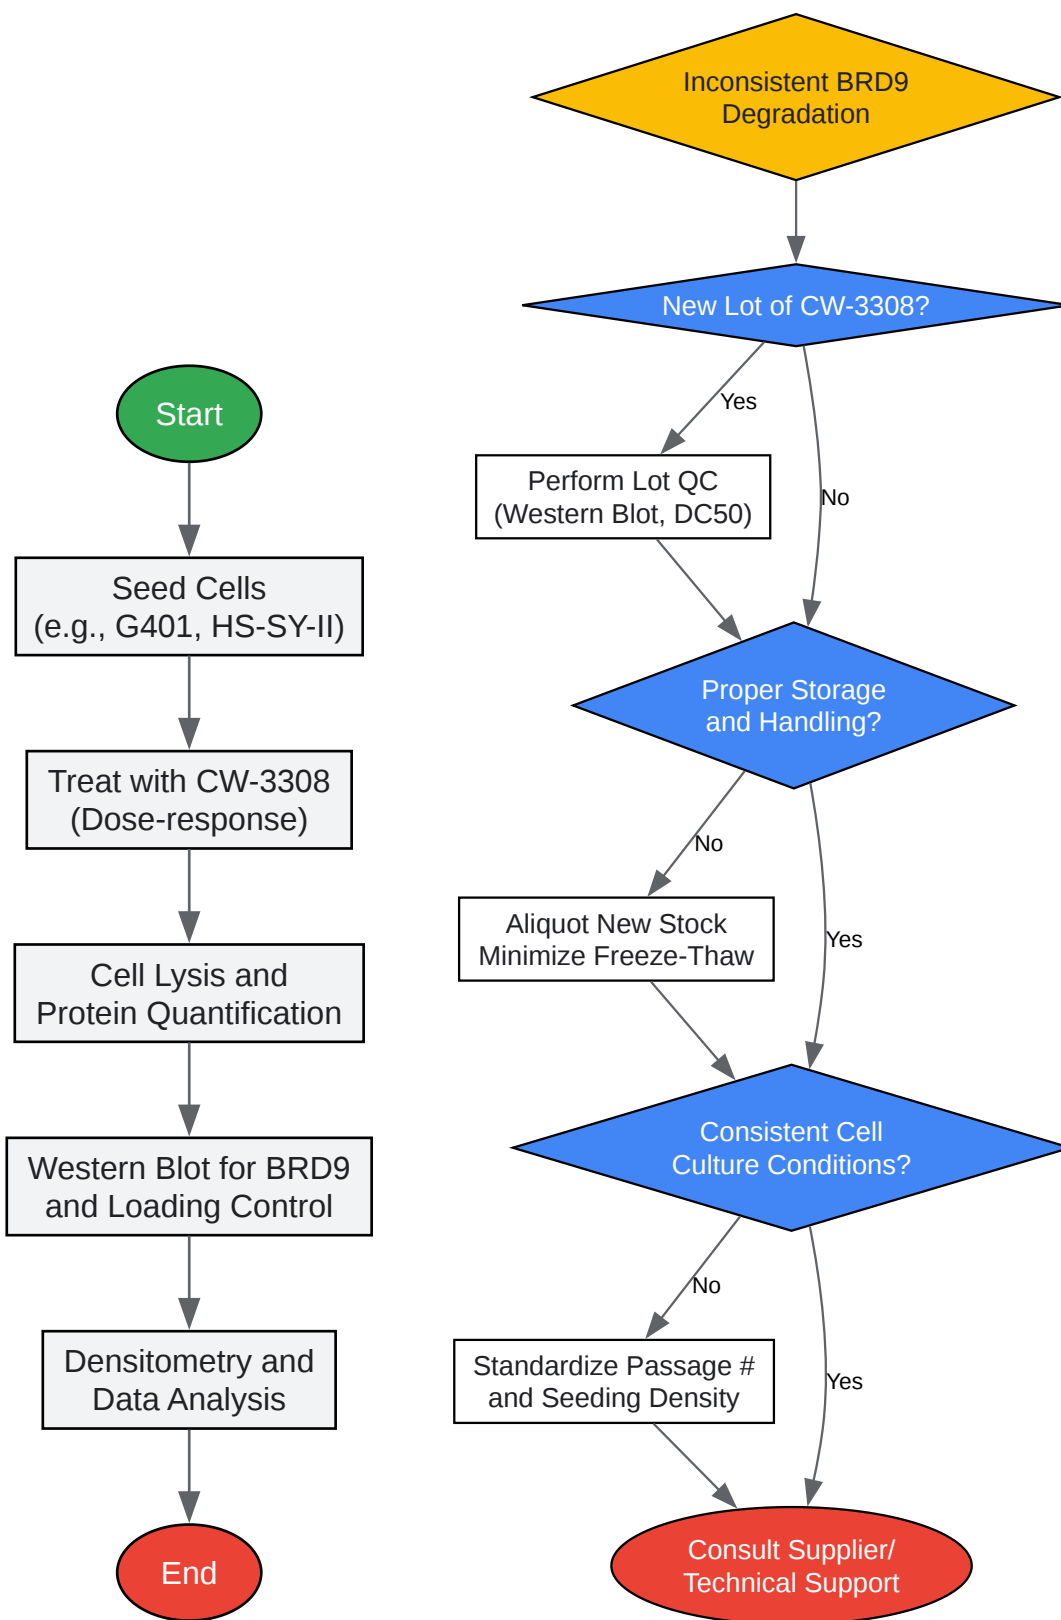 Start
Seed Cells
(e.g., G401, HS-SY-II)
Treat with CW-3308
(Dose-response)
Cell Lysis and
Protein Quantification
Western Blot for BRD9
and Loading Control
Densitometry and
Data Analysis
End
Inconsistent BRD9
Degradation
New Lot of CW-3308?
Yes
No
Perform Lot QC
(Western Blot, DC50)
Proper Storage
and Handling?
No
Yes
Aliquot New Stock
Minimize Freeze-Thaw
Consistent Cell
Culture Conditions?
No
Yes
Standardize Passage #
and Seeding Density
Consult Supplier/
Technical Support